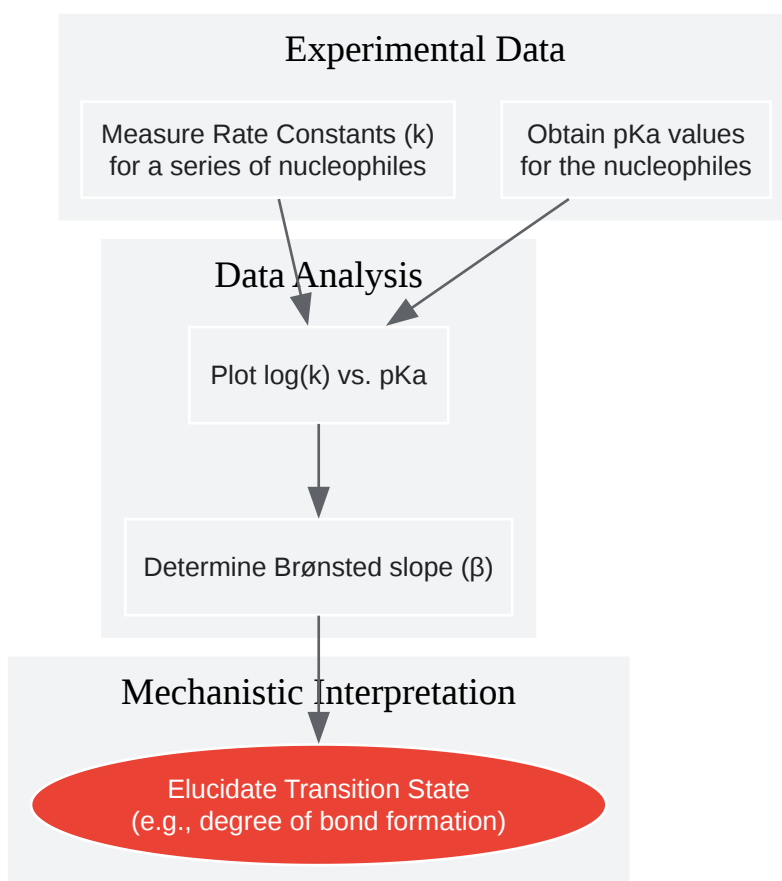 Experimental Data
Measure Rate Constants (k)
for a series of nucleophiles
Obtain pKa values
for the nucleophiles
Data Analysis
Plot log(k) vs. pKa
Determine Brønsted slope (β)
Mechanistic Interpretation
Elucidate Transition State
(e.g., degree of bond formation)